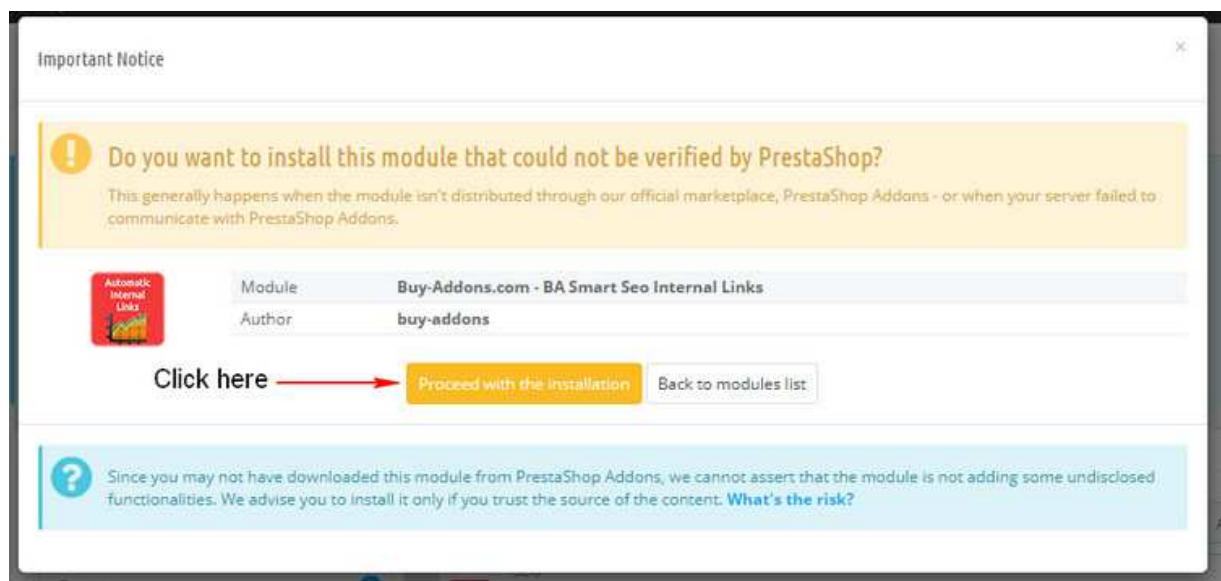 Important Notice
×
Do you want to install this module that could not be verified by PrestaShop?
This generally happens when the module isn't distributed through our official marketplace, PrestaShop Addons - or when your server failed to
communicate with PrestaShop Addons.
Automatic
Internal
Links
Module Buy-Addons.com - BA Smart Seo Internal Links
Author buy-addons
Click here Proceed with the installation Back to modules list
Since you may not have downloaded this module from PrestaShop Addons, we cannot assert that the module is not adding some undisclosed
functionalities. We advise you to install it only if you trust the source of the content. What's the risk?